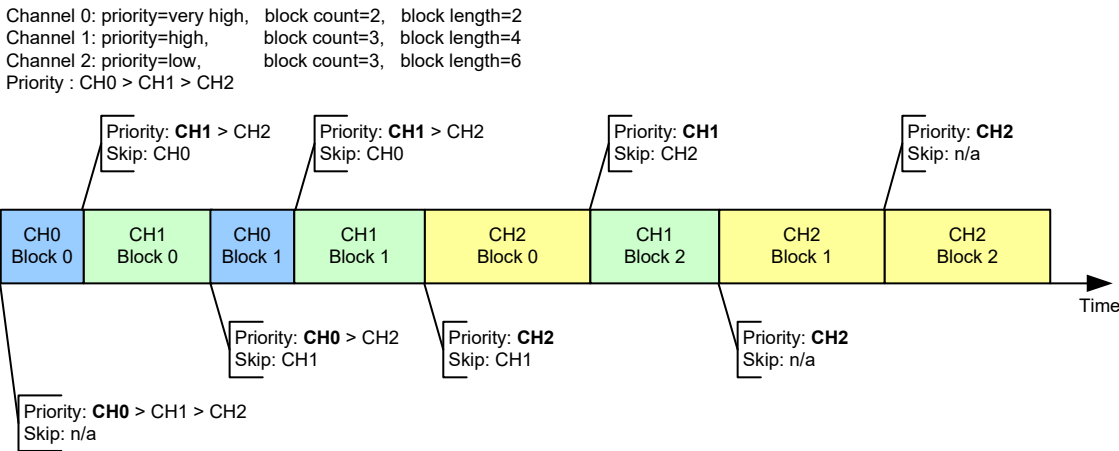 Channel 0: priority=very high, block count=2, block length=2
Channel 1: priority=high, block count=3, block length=4
Channel 2: priority=low, block count=3, block length=6
Priority : CH0 > CH1 > CH2
Priority: CH1 > CH2
Skip: CH0
Priority: CH1 > CH2
Skip: CH0
Priority: CH1
Skip: CH2
Priority: CH2
Skip: n/a
CH0
Block 0
CH1
Block 0
CH0
Block 1
CH1
Block 1
CH2
Block 0
CH1
Block 2
CH2
Block 1
CH2
Block 2
Time
Priority: CH0 > CH2
Skip: CH1
Priority: CH2
Skip: CH1
Priority: CH2
Skip: n/a
Priority: CH0 > CH1 > CH2
Skip: n/a